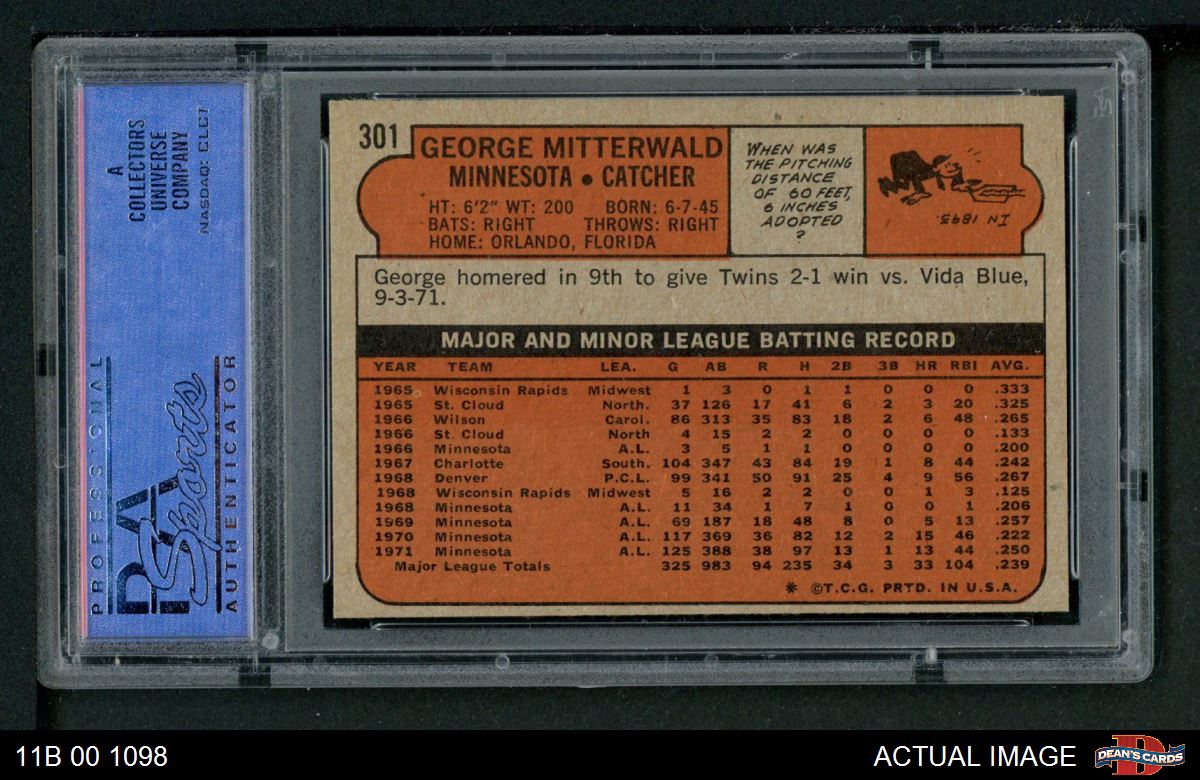 A
COLLECTORS
UNIVERSE
COMPANY
NASDAQ: CLCT
PROFESSIONAL
PSA
Sports
AUTHENTICATOR
301
GEORGE MITTERWALD
MINNESOTA • CATCHER
HT: 6'2" WT: 200 BORN: 6-7-45
BATS: RIGHT THROWS: RIGHT
HOME: ORLANDO, FLORIDA
WHEN WAS
THE PITCHING
DISTANCE
OF 60 FEET,
6 INCHES
ADOPTED
?
IN 1893.
George homered in 9th to give Twins 2-1 win vs. Vida Blue,
9-3-71.
MAJOR AND MINOR LEAGUE BATTING RECORD
YEAR TEAM LEA. G AB R H 2B 3B HR RBI AVG.
1965 Wisconsin Rapids Midwest 1 3 0 1 1 0 0 0 .333
1965 St. Cloud North. 37 126 17 41 6 2 3 20 .325
1966 Wilson Carol. 86 313 35 83 18 2 6 48 .265
1966 St. Cloud North 4 15 2 2 0 0 0 0 .133
1966 Minnesota A.L. 3 5 1 1 0 0 0 0 .200
1967 Charlotte South. 104 347 43 84 19 1 8 44 .242
1968 Denver P.C.L. 99 341 50 91 25 4 9 56 .267
1968 Wisconsin Rapids Midwest 5 16 2 2 0 0 1 3 .125
1968 Minnesota A.L. 11 34 1 7 1 0 0 1 .206
1969 Minnesota A.L. 69 187 18 48 8 0 5 13 .257
1970 Minnesota A.L. 117 369 36 82 12 2 15 46 .222
1971 Minnesota A.L. 125 388 38 97 13 1 13 44 .250
Major League Totals 325 983 94 235 34 3 33 104 .239
* ©T.C.G. PRTD. IN U.S.A.
11B 00 1098
ACTUAL IMAGE
DEAN'S CARDS